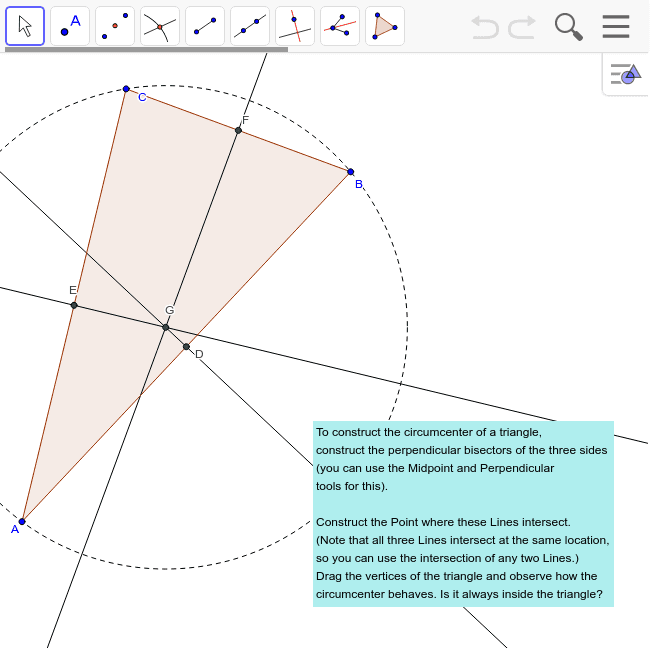 A
C
F
B
E
G
D
A
To construct the circumcenter of a triangle,
construct the perpendicular bisectors of the three sides
(you can use the Midpoint and Perpendicular
tools for this).
Construct the Point where these Lines intersect.
(Note that all three Lines intersect at the same location,
so you can use the intersection of any two Lines.)
Drag the vertices of the triangle and observe how the
circumcenter behaves. Is it always inside the triangle?